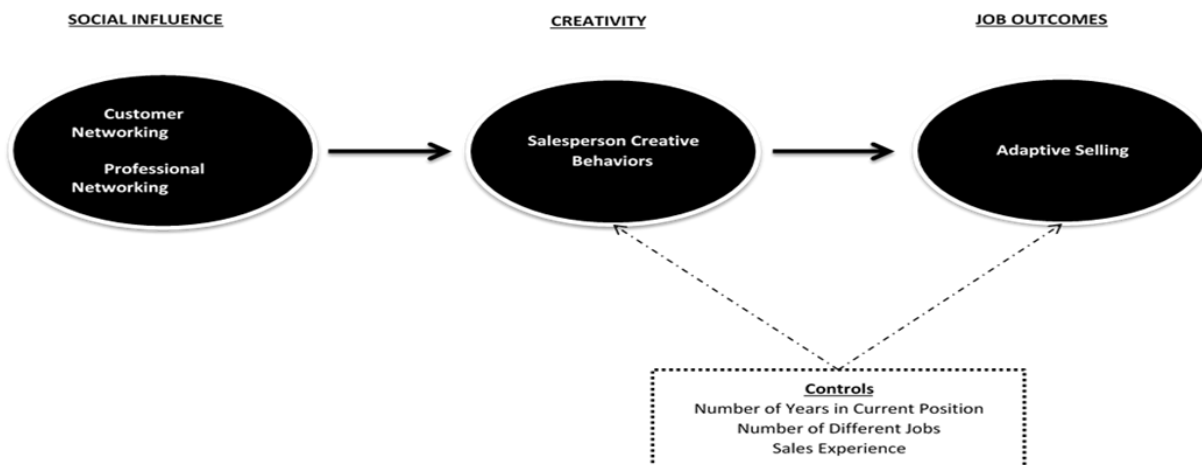 SOCIAL INFLUENCE
CREATIVITY
JOB OUTCOMES
Customer
Networking
Professional
Networking
Salesperson Creative
Behaviors
Adaptive Selling
Controls
Number of Years in Current Position
Number of Different Jobs
Sales Experience